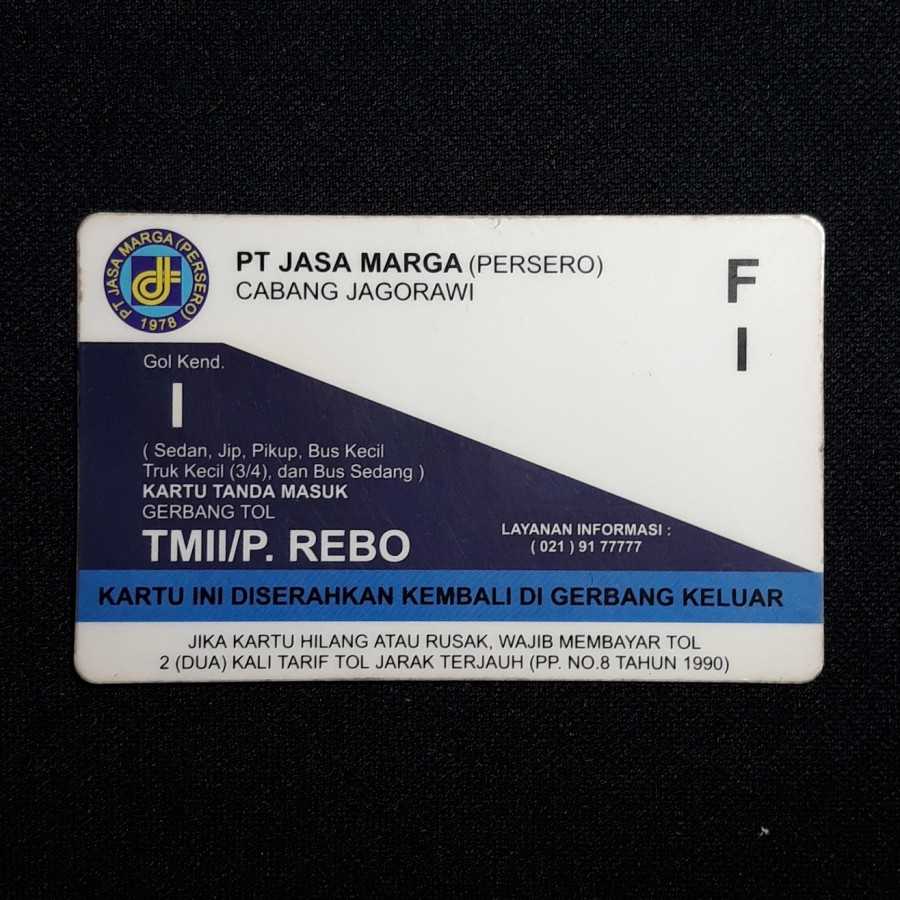 PT JASA MARGA (PERSERO)
1978
PT JASA MARGA (PERSERO)
CABANG JAGORAWI
F
I
Gol Kend.
I
( Sedan, Jip, Pikup, Bus Kecil
Truk Kecil (3/4), dan Bus Sedang )
KARTU TANDA MASUK
GERBANG TOL
TMII/P. REBO
LAYANAN INFORMASI :
( 021 ) 91 77777
KARTU INI DISERAHKAN KEMBALI DI GERBANG KELUAR
JIKA KARTU HILANG ATAU RUSAK, WAJIB MEMBAYAR TOL
2 (DUA) KALI TARIF TOL JARAK TERJAUH (PP. NO.8 TAHUN 1990)